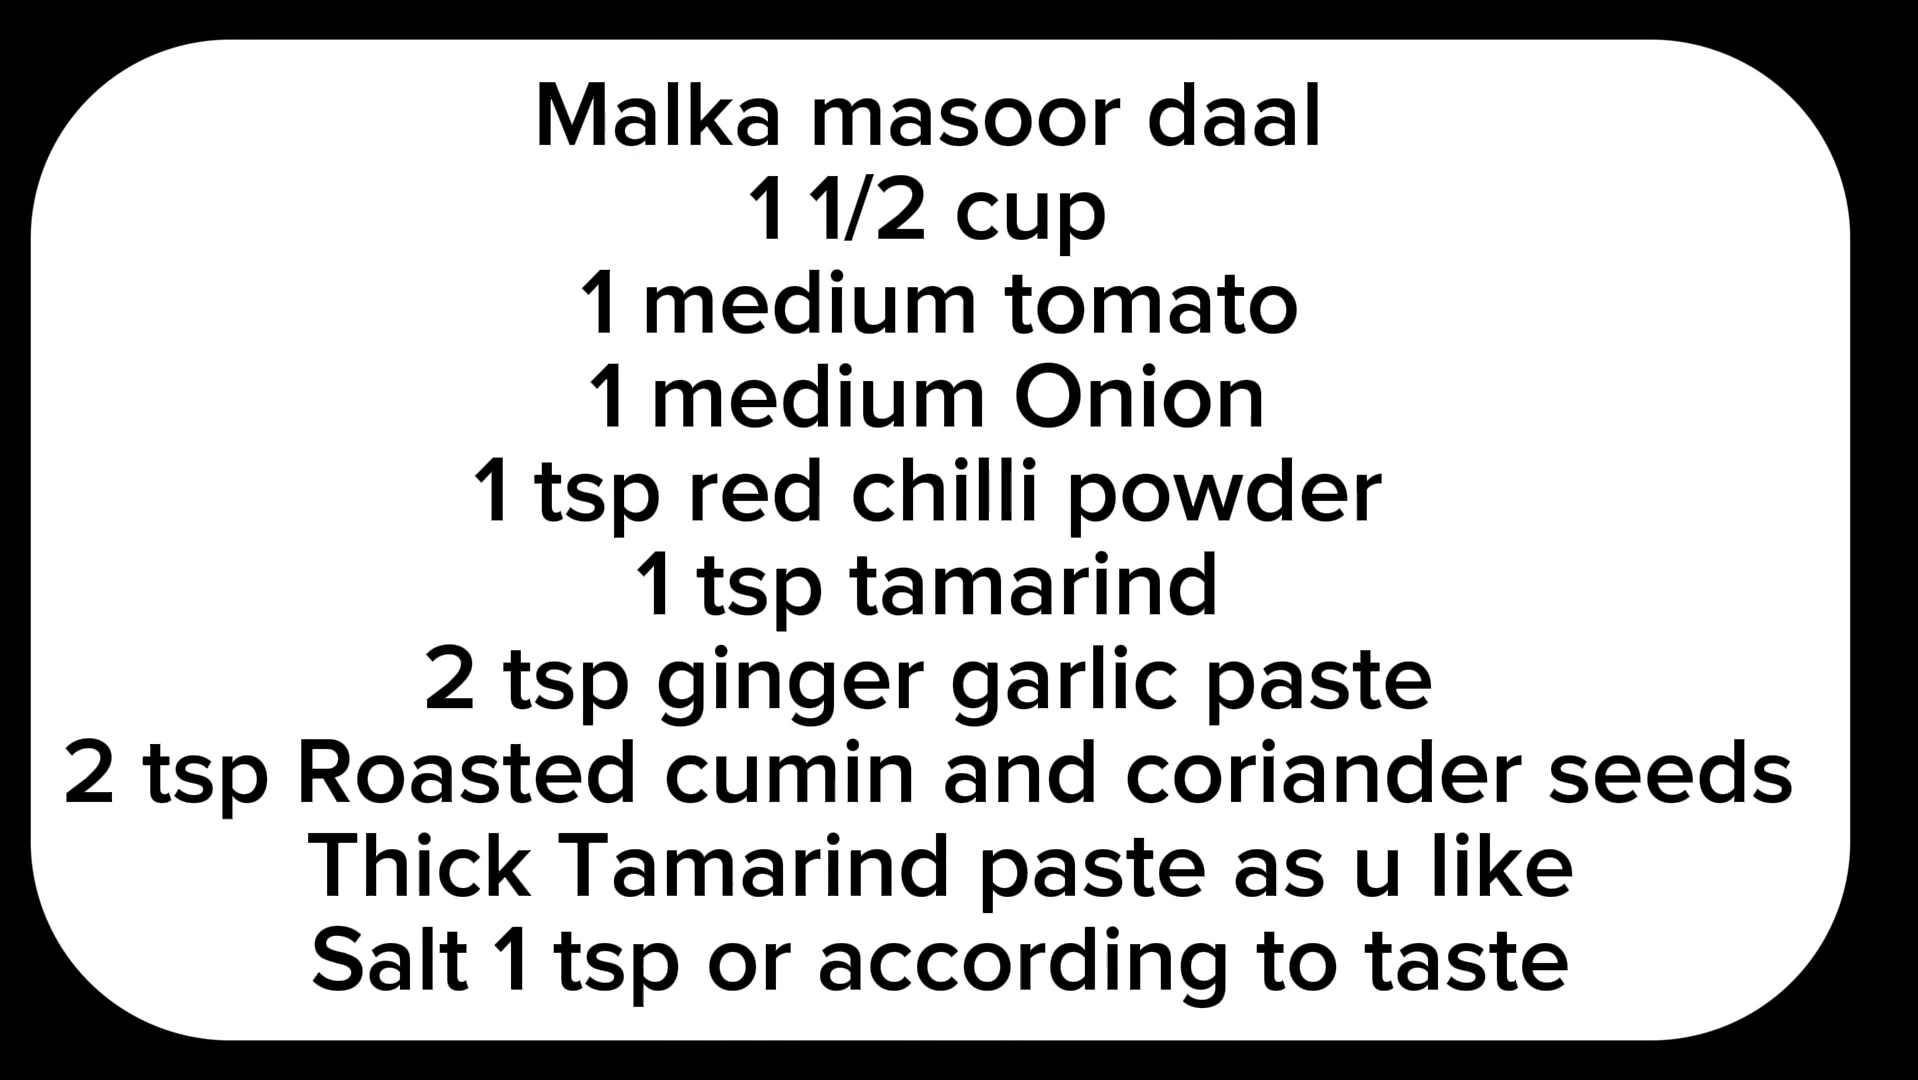 Malka masoor daal
1 1/2 cup
1 medium tomato
1 medium Onion
1 tsp red chilli powder
1 tsp tamarind
2 tsp ginger garlic paste
2 tsp Roasted cumin and coriander seeds
Thick Tamarind paste as u like
Salt 1 tsp or according to taste